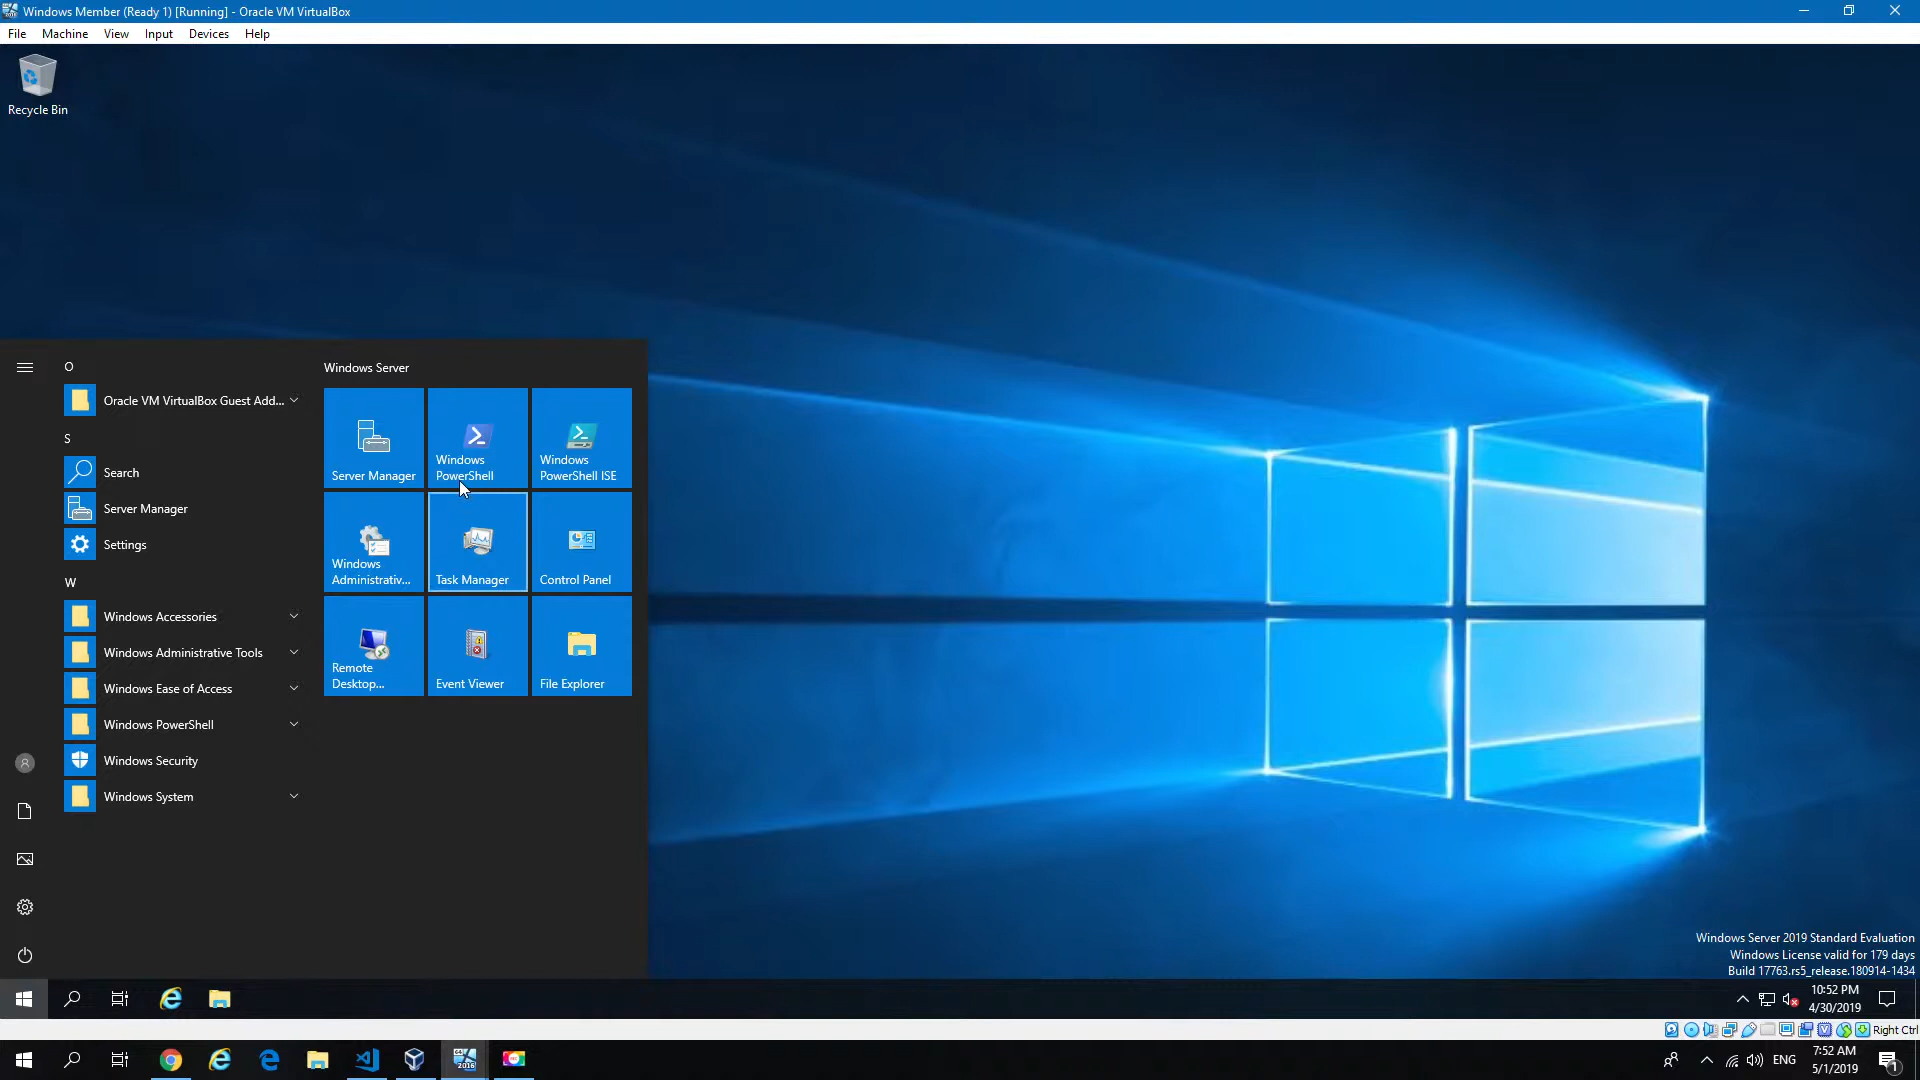 Windows Member (Ready 1) [Running] - Oracle VM VirtualBox
File Machine View Input Devices Help
Recycle Bin
O
Oracle VM VirtualBox Guest Add...
S
Search
Server Manager
Settings
W
Windows Accessories
Windows Administrative Tools
Windows Ease of Access
Windows PowerShell
Windows Security
Windows System
Windows Server
Server Manager
Windows
PowerShell
Windows
PowerShell ISE
Windows
Administrativ...
Task Manager
Control Panel
Remote
Desktop...
Event Viewer
File Explorer
Windows Server 2019 Standard Evaluation
Windows License valid for 179 days
Build 17763.rs5_release.180914-1434
10:52 PM
4/30/2019
Right Ctrl
64
2016
ENG
7:52 AM
5/1/2019
1